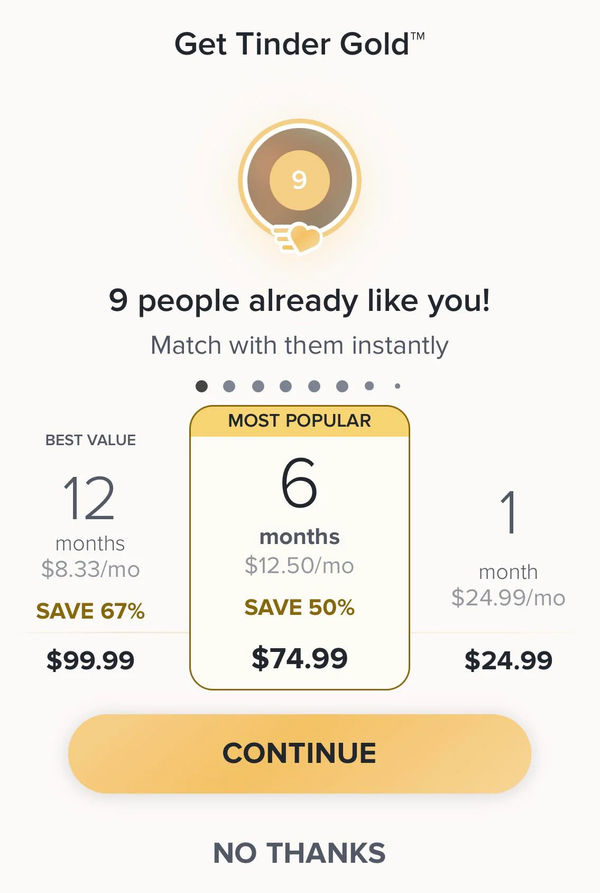 Get Tinder Gold™
9
9 people already like you!
Match with them instantly
BEST VALUE
12
months
$8.33/mo
SAVE 67%
$99.99
MOST POPULAR
6
months
$12.50/mo
SAVE 50%
$74.99
1
month
$24.99/mo
$24.99
CONTINUE
NO THANKS